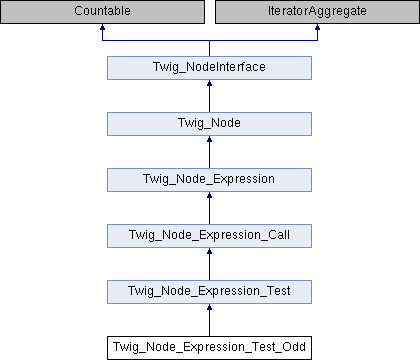 Countable
IteratorAggregate
Twig_NodeInterface
Twig_Node
Twig_Node_Expression
Twig_Node_Expression_Call
Twig_Node_Expression_Test
Twig_Node_Expression_Test_Odd